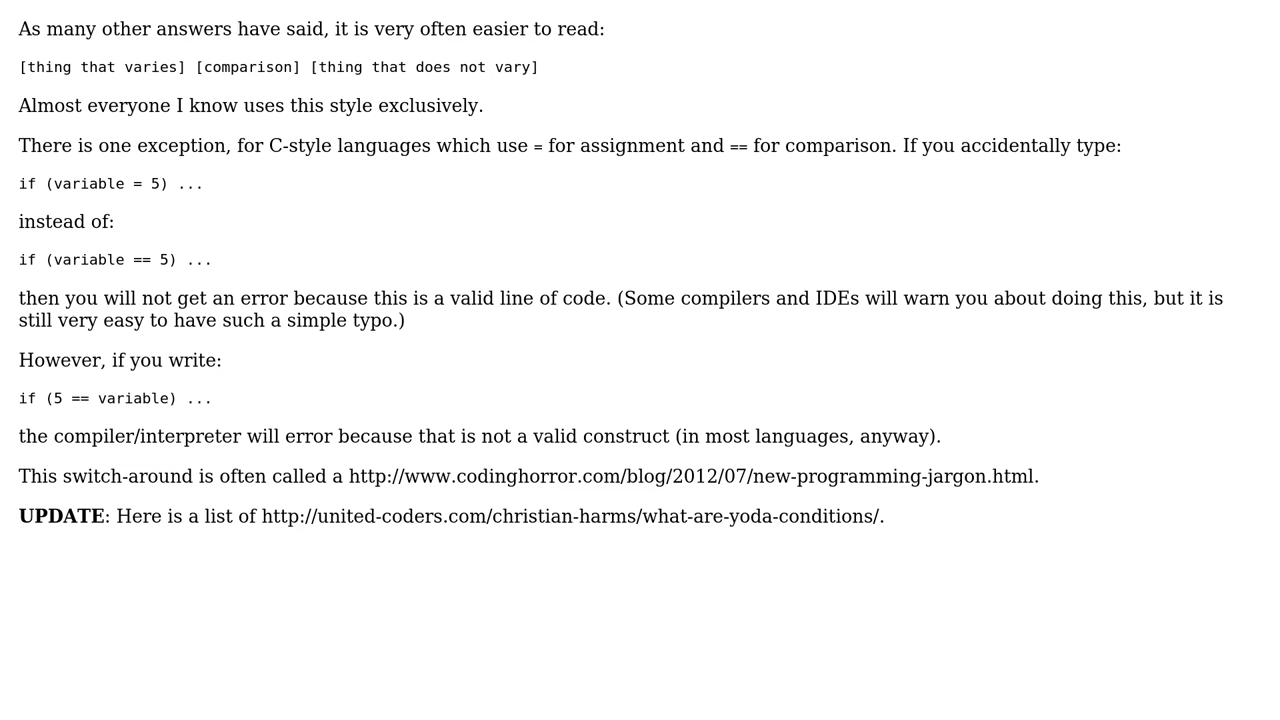 As many other answers have said, it is very often easier to read:
[thing that varies] [comparison] [thing that does not vary]
Almost everyone I know uses this style exclusively.
There is one exception, for C-style languages which use = for assignment and == for comparison. If you accidentally type:
if (variable = 5) ...
instead of:
if (variable == 5) ...
then you will not get an error because this is a valid line of code. (Some compilers and IDEs will warn you about doing this, but it is
still very easy to have such a simple typo.)
However, if you write:
if (5 == variable) ...
the compiler/interpreter will error because that is not a valid construct (in most languages, anyway).
This switch-around is often called a http://www.codinghorror.com/blog/2012/07/new-programming-jargon.html.
UPDATE: Here is a list of http://united-coders.com/christian-harms/what-are-yoda-conditions/.